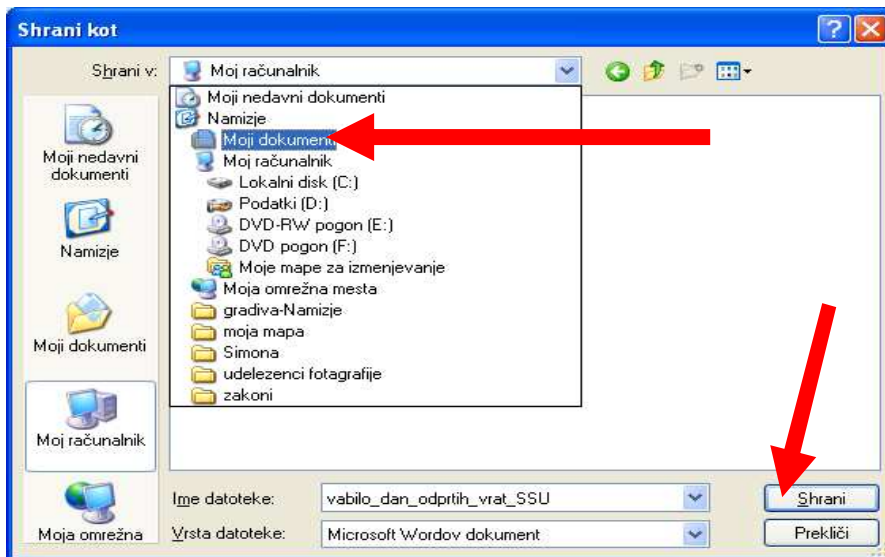 Shrani kot
Shrani v:
Moj računalnik
Moji nedavni dokumenti
Namizje
Moji dokumenti
Moj računalnik
Lokalni disk (C:)
Podatki (D:)
DVD-RW pogon (E:)
DVD pogon (F:)
Moje mape za izmenjevanje
Moja omrežna mesta
gradiva-Namizje
moja mapa
Simona
udelezenci fotagrafije
zakoni
Moji nedavni
dokumenti
Namizje
Moji dokumenti
Moj računalnik
Moja omrežna
Ime datoteke:
vabilo_dan_odprtih_vrat_SSU
Shrani
Vrsta datoteke:
Microsoft Wordov dokument
Prekliči